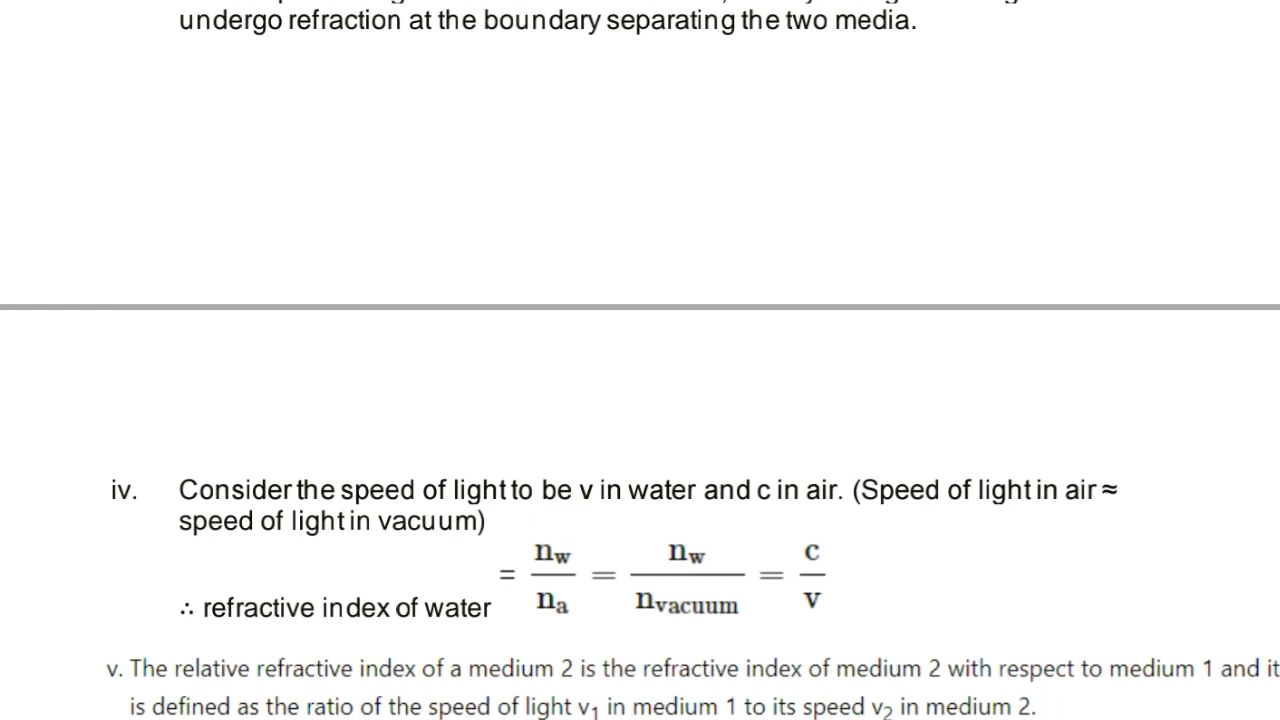 undergo refraction at the boundary separating the two media.
iv. Consider the speed of light to be v in water and c in air. (Speed of light in air ≈
speed of light in vacuum)
∴ refractive index of water = n_w / n_a = n_w / n_vacuum = c / v
v. The relative refractive index of a medium 2 is the refractive index of medium 2 with respect to medium 1 and it
is defined as the ratio of the speed of light v₁ in medium 1 to its speed v₂ in medium 2.